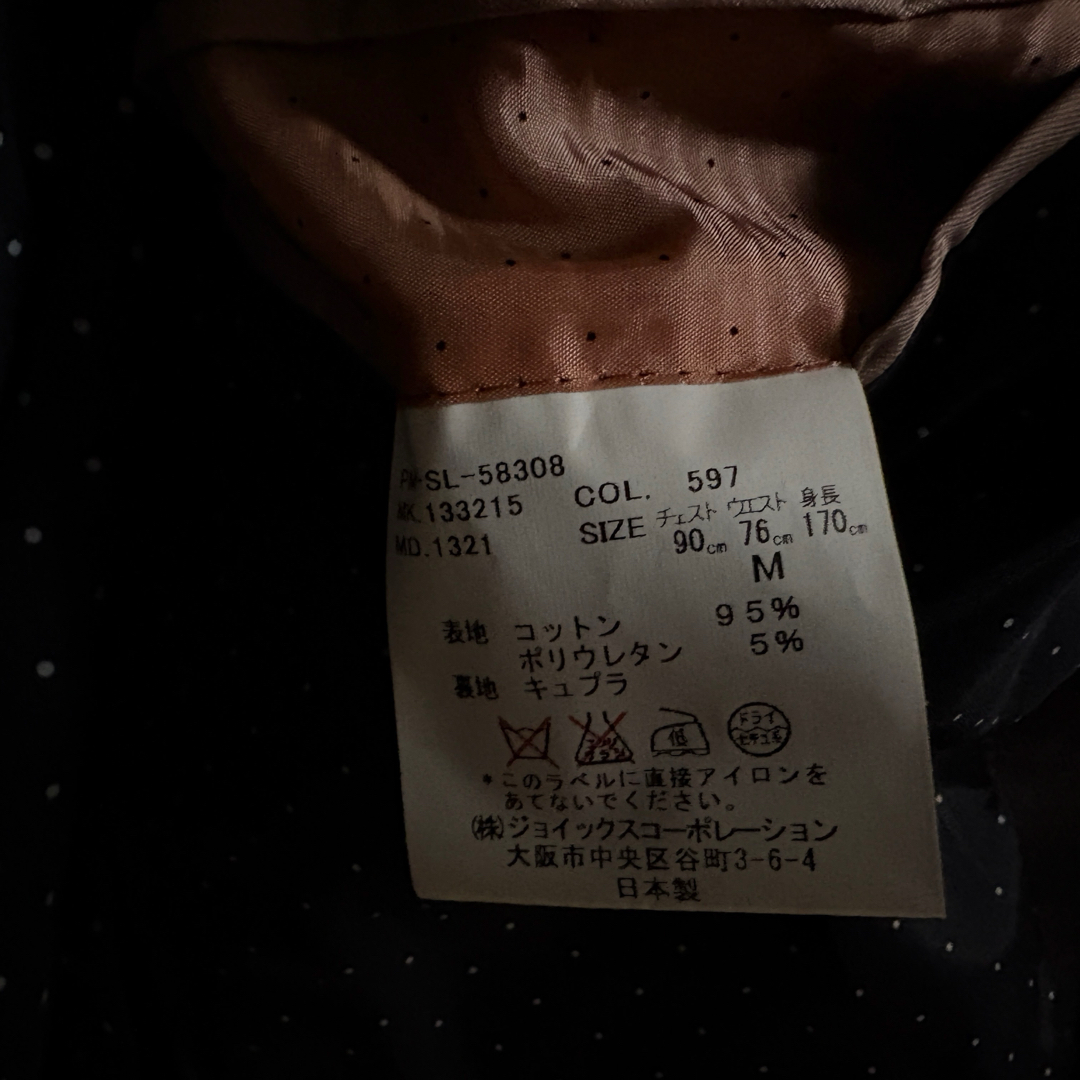 PM-SL-58308
MK.133215
MD.1321
COL. 597
SIZE チェスト ウエスト 身長
90cm 76cm 170cm
M
表地 コットン 95%
ポリウレタン 5%
裏地 キュプラ
低
ドライ
セキユ系
*このラベルに直接アイロンを
あてないでください。
(株)ジョイックスコーポレーション
大阪市中央区谷町3-6-4
日本製